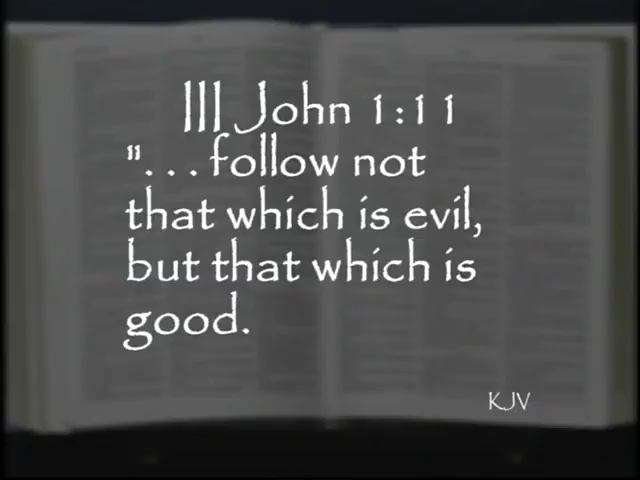 III John 1:11
". . . follow not
that which is evil,
but that which is
good.
KJV